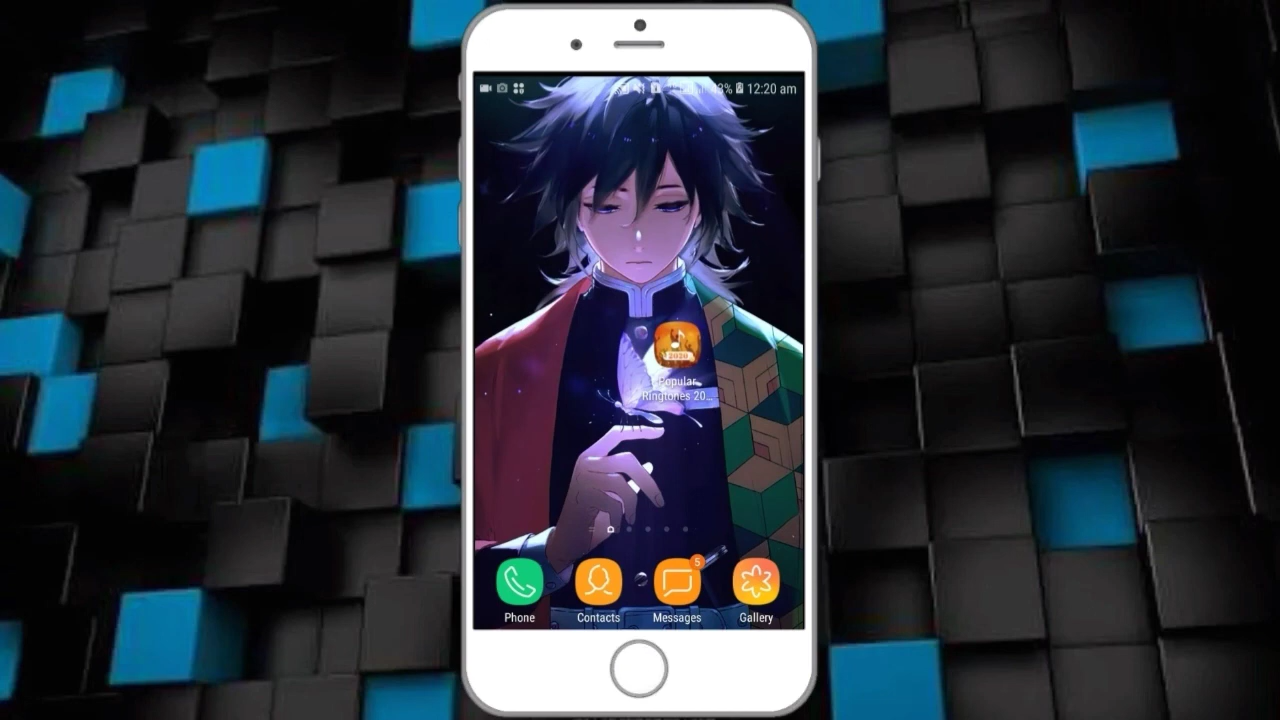 12:20 am
2020
Popular
Ringtones 20...
5
Phone
Contacts
Messages
Gallery